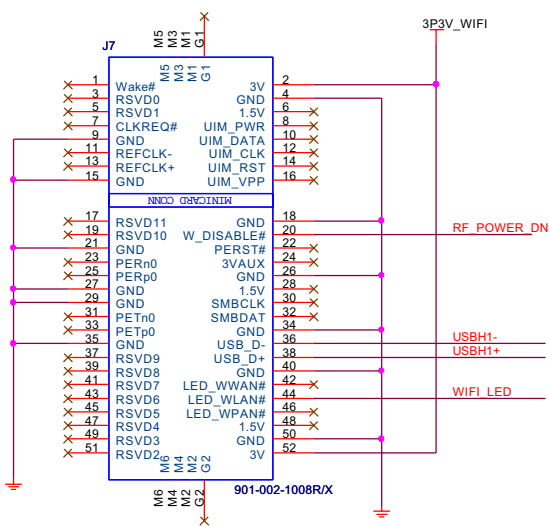 3P3V_WIFI
J7
M5 M3 M1 G1
M5 M3 M1 G1
1 Wake# 3V 2
3 RSVD0 GND 4
5 RSVD1 1.5V 6
7 CLKREQ# UIM_PWR 8
9 GND UIM_DATA 10
11 REFCLK- UIM_CLK 12
13 REFCLK+ UIM_RST 14
15 GND UIM_VPP 16
MINICARD CONN
17 RSVD11 GND 18
19 RSVD10 W_DISABLE# 20 RF_POWER_DN
21 GND PERST# 22
23 PERn0 3VAUX 24
25 PERp0 GND 26
27 GND 1.5V 28
29 GND SMBCLK 30
31 PETn0 SMBDAT 32
33 PETp0 GND 34
35 GND USB_D- 36 USBH1-
37 RSVD9 USB_D+ 38 USBH1+
39 RSVD8 GND 40
41 RSVD7 LED_WWAN# 42
43 RSVD6 LED_WLAN# 44 WIFI_LED
45 RSVD5 LED_WPAN# 46
47 RSVD4 1.5V 48
49 RSVD3 GND 50
51 RSVD2 3V 52
M6 M4 M2 G2
M6 M4 M2 G2
901-002-1008R/X